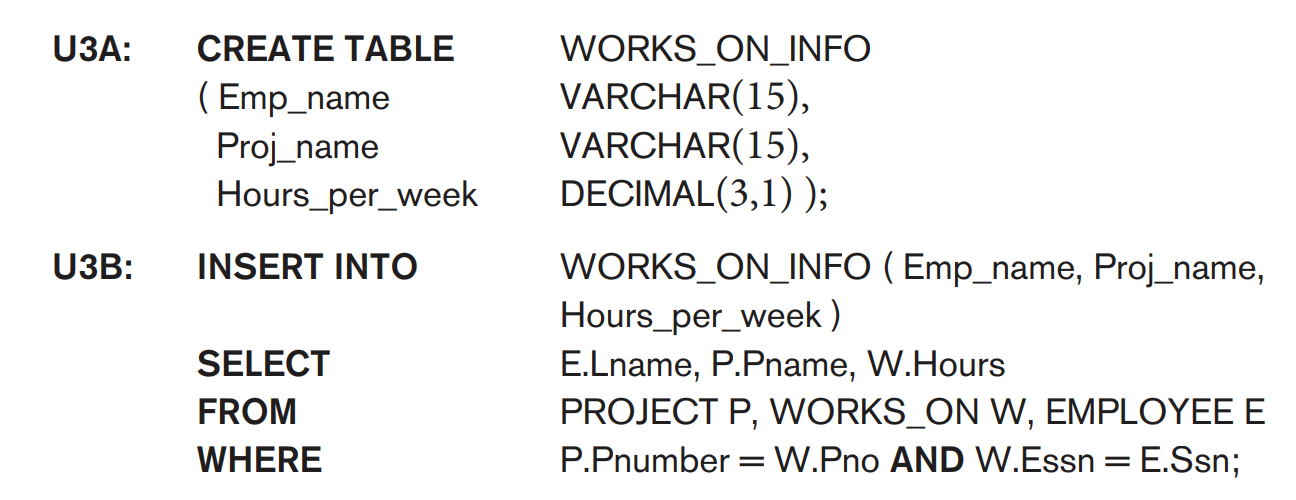 U3A: CREATE TABLE WORKS_ON_INFO
( Emp_name VARCHAR(15),
Proj_name VARCHAR(15),
Hours_per_week DECIMAL(3,1) );
U3B: INSERT INTO WORKS_ON_INFO ( Emp_name, Proj_name,
Hours_per_week )
SELECT E.Lname, P.Pname, W.Hours
FROM PROJECT P, WORKS_ON W, EMPLOYEE E
WHERE P.Pnumber = W.Pno AND W.Essn = E.Ssn;